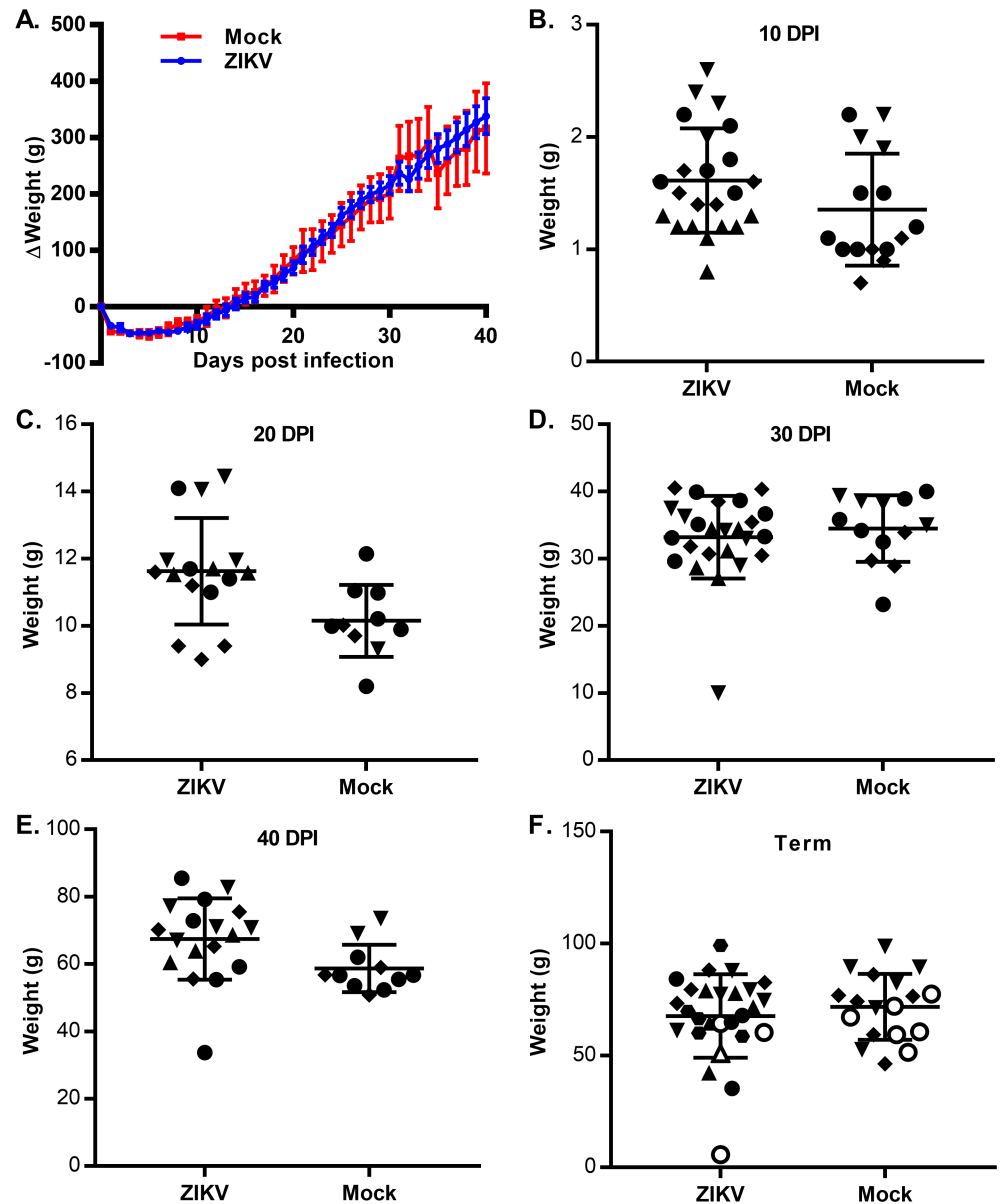 A.
500
400
300
200
100
0
-100
ΔWeight (g)
Mock
ZIKV
10 20 30 40
Days post infection
B.
10 DPI
3
2
1
0
Weight (g)
ZIKV Mock
C.
20 DPI
16
14
12
10
8
6
Weight (g)
ZIKV Mock
D.
30 DPI
50
40
30
20
10
0
Weight (g)
ZIKV Mock
E.
40 DPI
100
80
60
40
20
0
Weight (g)
ZIKV Mock
F.
Term
150
100
50
0
Weight (g)
ZIKV Mock